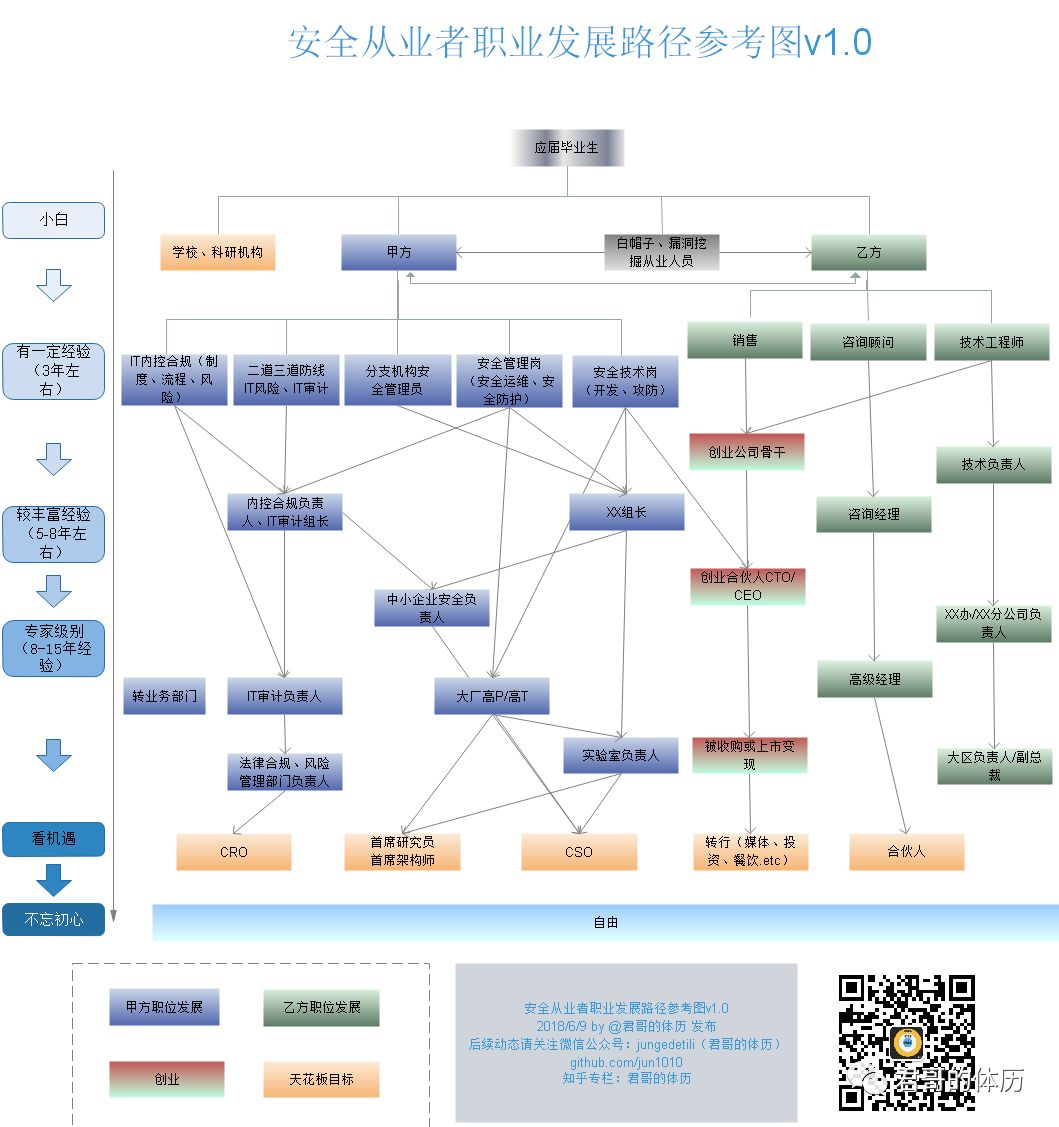 安全从业者职业发展路径参考图v1.0
应届毕业生
小白
学校、科研机构
甲方
白帽子、漏洞挖
掘从业人员
乙方
有一定经验
（3年左
右）
IT内控合规（制
度、流程、风
险）
二道三道防线
IT风险、IT审计
分支机构安
全管理员
安全管理岗
（安全运维、安
全防护）
安全技术岗
（开发、攻防）
销售
咨询顾问
技术工程师
创业公司骨干
技术负责人
较丰富经验
（5-8年左
右）
内控合规负责
人、IT审计组长
XX组长
咨询经理
中小企业安全负
责人
创业合伙人CTO/
CEO
XX办/XX分公司负
责人
专家级别
（8-15年经
验）
转业务部门
IT审计负责人
大厂高P/高T
高级经理
法律合规、风险
管理部门负责人
实验室负责人
被收购或上市变
现
大区负责人/副总
裁
看机遇
CRO
首席研究员
首席架构师
CSO
转行（媒体、投
资、餐饮.etc）
合伙人
不忘初心
自由
甲方职位发展
乙方职位发展
创业
天花板目标
安全从业者职业发展路径参考图v1.0
2018/6/9 by @君哥的体历 发布
后续动态请关注微信公众号：jungedetili（君哥的体历）
github.com/jun1010
知乎专栏：君哥的体历
君哥的体历